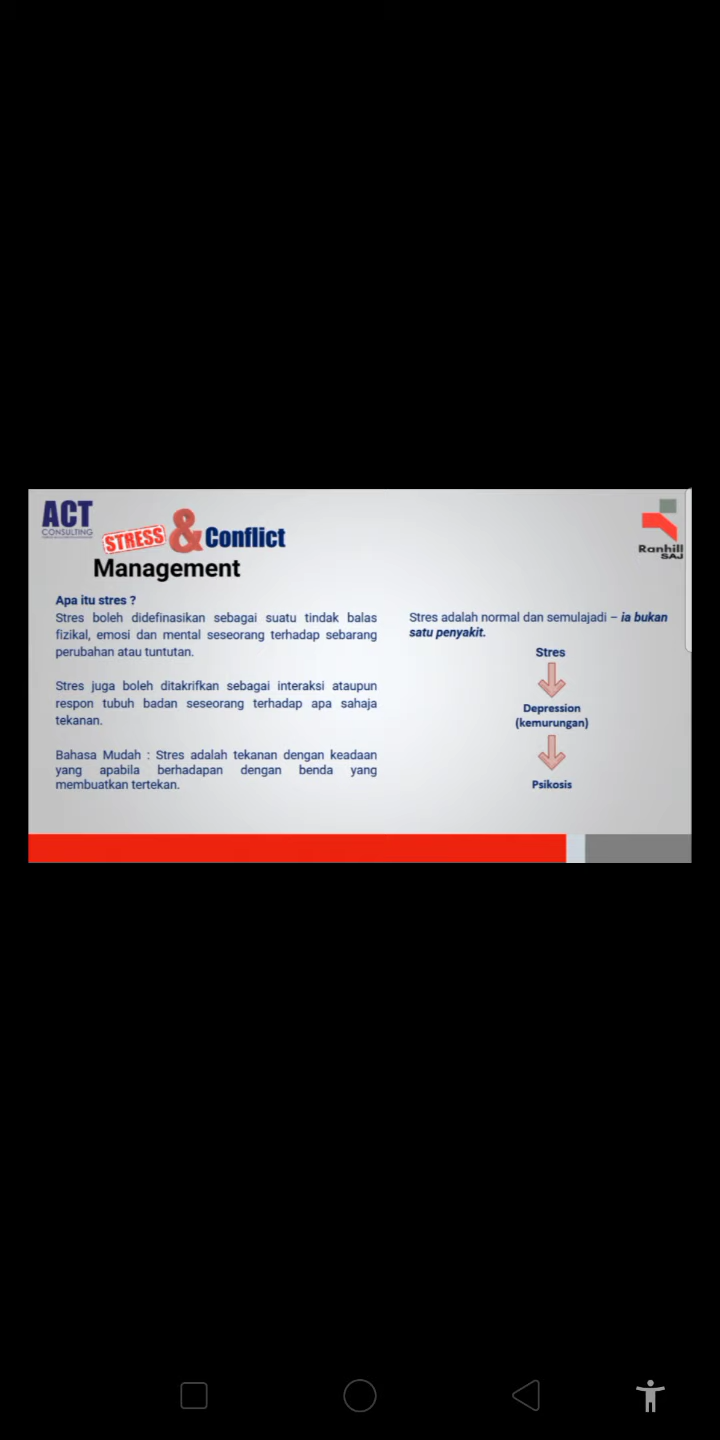 ACT
CONSULTING
STRESS & Conflict
Management
Ranhill
SAJ
Apa itu stres ?
Stres boleh didefinasikan sebagai suatu tindak balas
fizikal, emosi dan mental seseorang terhadap sebarang
perubahan atau tuntutan.
Stres juga boleh ditakrifkan sebagai interaksi ataupun
respon tubuh badan seseorang terhadap apa sahaja
tekanan.
Bahasa Mudah : Stres adalah tekanan dengan keadaan
yang apabila berhadapan dengan benda yang
membuatkan tertekan.
Stres adalah normal dan semulajadi – ia bukan
satu penyakit.
Stres
Depression
(kemurungan)
Psikosis